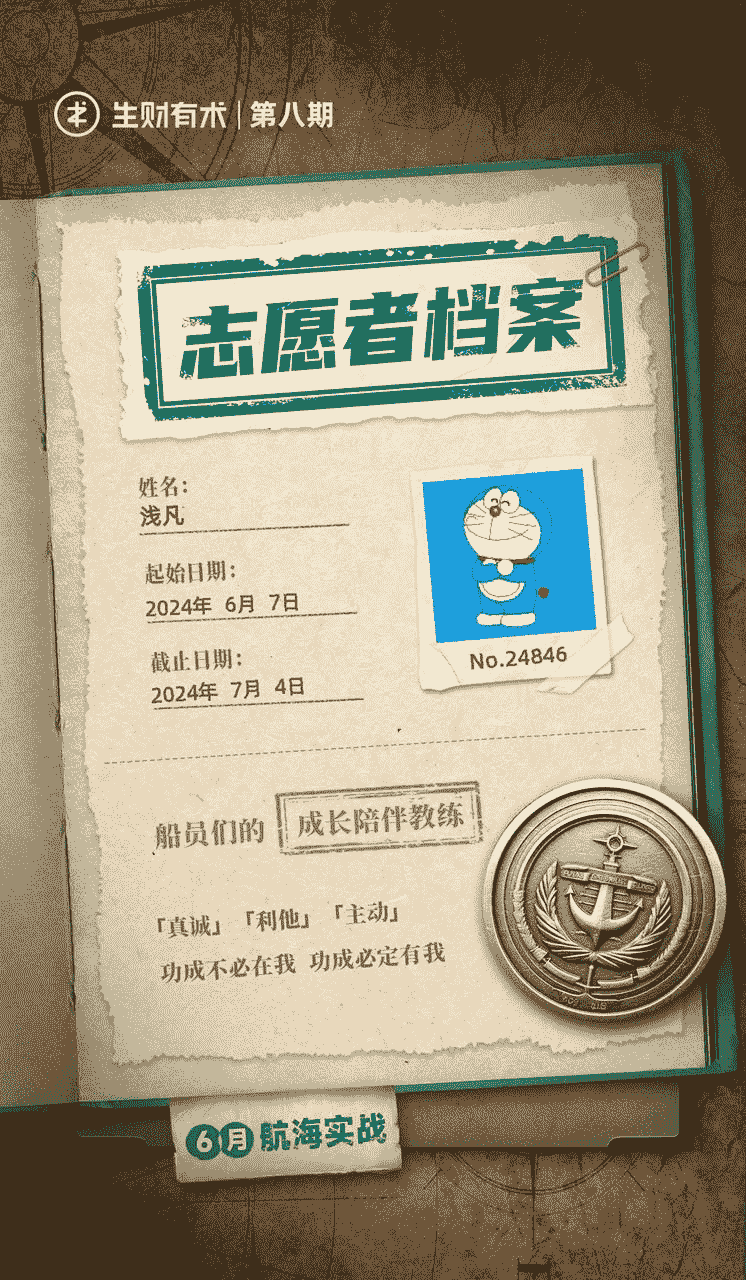 生财有术 | 第八期
志愿者档案
姓名:
浅凡
起始日期:
2024年 6月 7日
截止日期:
2024年 7月 4日
No.24846
船员们的 成长陪伴教练
「真诚」「利他」「主动」
功成不必在我 功成必定有我
6月 航海实战